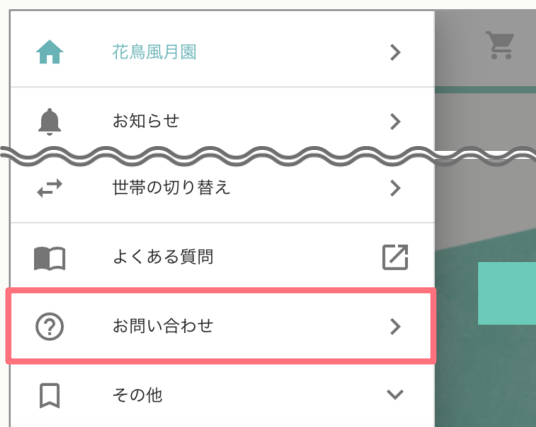 花鳥風月園
お知らせ
世帯の切り替え
よくある質問
お問い合わせ
その他